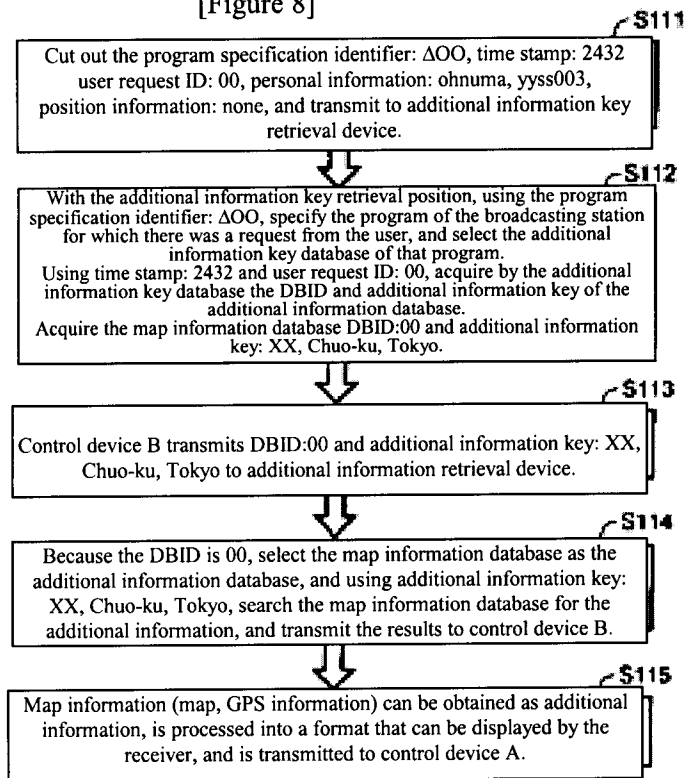 [Figure 8]
S111
Cut out the program specification identifier: ΔOO, time stamp: 2432
user request ID: 00, personal information: ohnuma, yyss003,
position information: none, and transmit to additional information key
retrieval device.
S112
With the additional information key retrieval position, using the program
specification identifier: ΔOO, specify the program of the broadcasting station
for which there was a request from the user, and select the additional
information key database of that program.
Using time stamp: 2432 and user request ID: 00, acquire by the additional
information key database the DBID and additional information key of the
additional information database.
Acquire the map information database DBID:00 and additional information
key: XX, Chuo-ku, Tokyo.
S113
Control device B transmits DBID:00 and additional information key: XX,
Chuo-ku, Tokyo to additional information retrieval device.
S114
Because the DBID is 00, select the map information database as the
additional information database, and using additional information key:
XX, Chuo-ku, Tokyo, search the map information database for the
additional information, and transmit the results to control device B.
S115
Map information (map, GPS information) can be obtained as additional
information, is processed into a format that can be displayed by the
receiver, and is transmitted to control device A.